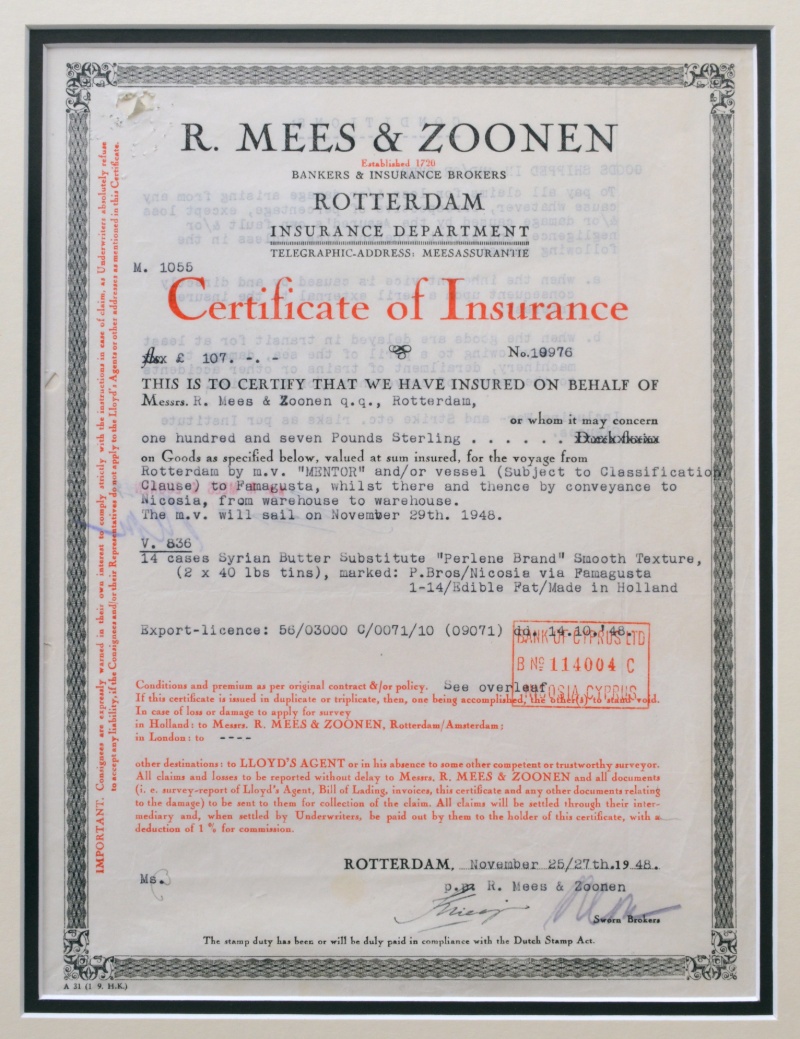 R. MEES & ZOONEN
Established 1720
BANKERS & INSURANCE BROKERS
ROTTERDAM
INSURANCE DEPARTMENT
TELEGRAPHIC-ADDRESS: MEESASSURANTIE
M. 1055
Certificate of Insurance
£ 107. -. -
No.19976
THIS IS TO CERTIFY THAT WE HAVE INSURED ON BEHALF OF
Messrs. R. Mees & Zoonen q.q., Rotterdam,
or whom it may concern
one hundred and seven Pounds Sterling . . . . . .
on Goods as specified below, valued at sum insured, for the voyage from
Rotterdam by m.v. "MENTOR" and/or vessel (Subject to Classification
Clause) to Famagusta, whilst there and thence by conveyance to
Nicosia, from warehouse to warehouse.
The m.v. will sail on November 29th. 1948.
V. 836
14 cases Syrian Butter Substitute "Perlene Brand" Smooth Texture,
(2 x 40 lbs tins), marked: P.Bros/Nicosia via Famagusta
1-14/Edible Fat/Made in Holland
Export-licence: 56/03000 C/0071/10 (09071) dd. 14.10.'48.
BANK OF CYPRUS LTD
B No 114004 C
NICOSIA CYPRUS
Conditions and premium as per original contract &/or policy. See overleaf
If this certificate is issued in duplicate or triplicate, then, one being accomplished, the other(s) to stand void.
In case of loss or damage to apply for survey
in Holland: to Messrs. R. MEES & ZOONEN, Rotterdam/Amsterdam;
in London: to ----
other destinations: to LLOYD'S AGENT or in his absence to some other competent or trustworthy surveyor.
All claims and losses to be reported without delay to Messrs. R. MEES & ZOONEN and all documents
(i. e. survey-report of Lloyd's Agent, Bill of Lading, invoices, this certificate and any other documents relating
to the damage) to be sent to them for collection of the claim. All claims will be settled through their inter-
mediary and, when settled by Underwriters, be paid out by them to the holder of this certificate, with a
deduction of 1 % for commission.
ROTTERDAM, November 25/27th.1948.
Ms.
p.p. R. Mees & Zoonen
Sworn Brokers
The stamp duty has been or will be duly paid in compliance with the Dutch Stamp Act.
A 31 (1 9. H.K.)
IMPORTANT. Consignees are expressly warned in their own interest to comply strictly with the instructions in case of claim, as Underwriters absolutely refuse
to accept any liability, if the Consignees and/or their Representatives do not apply to the Lloyd's Agents or other addresses as mentioned in this Certificate.